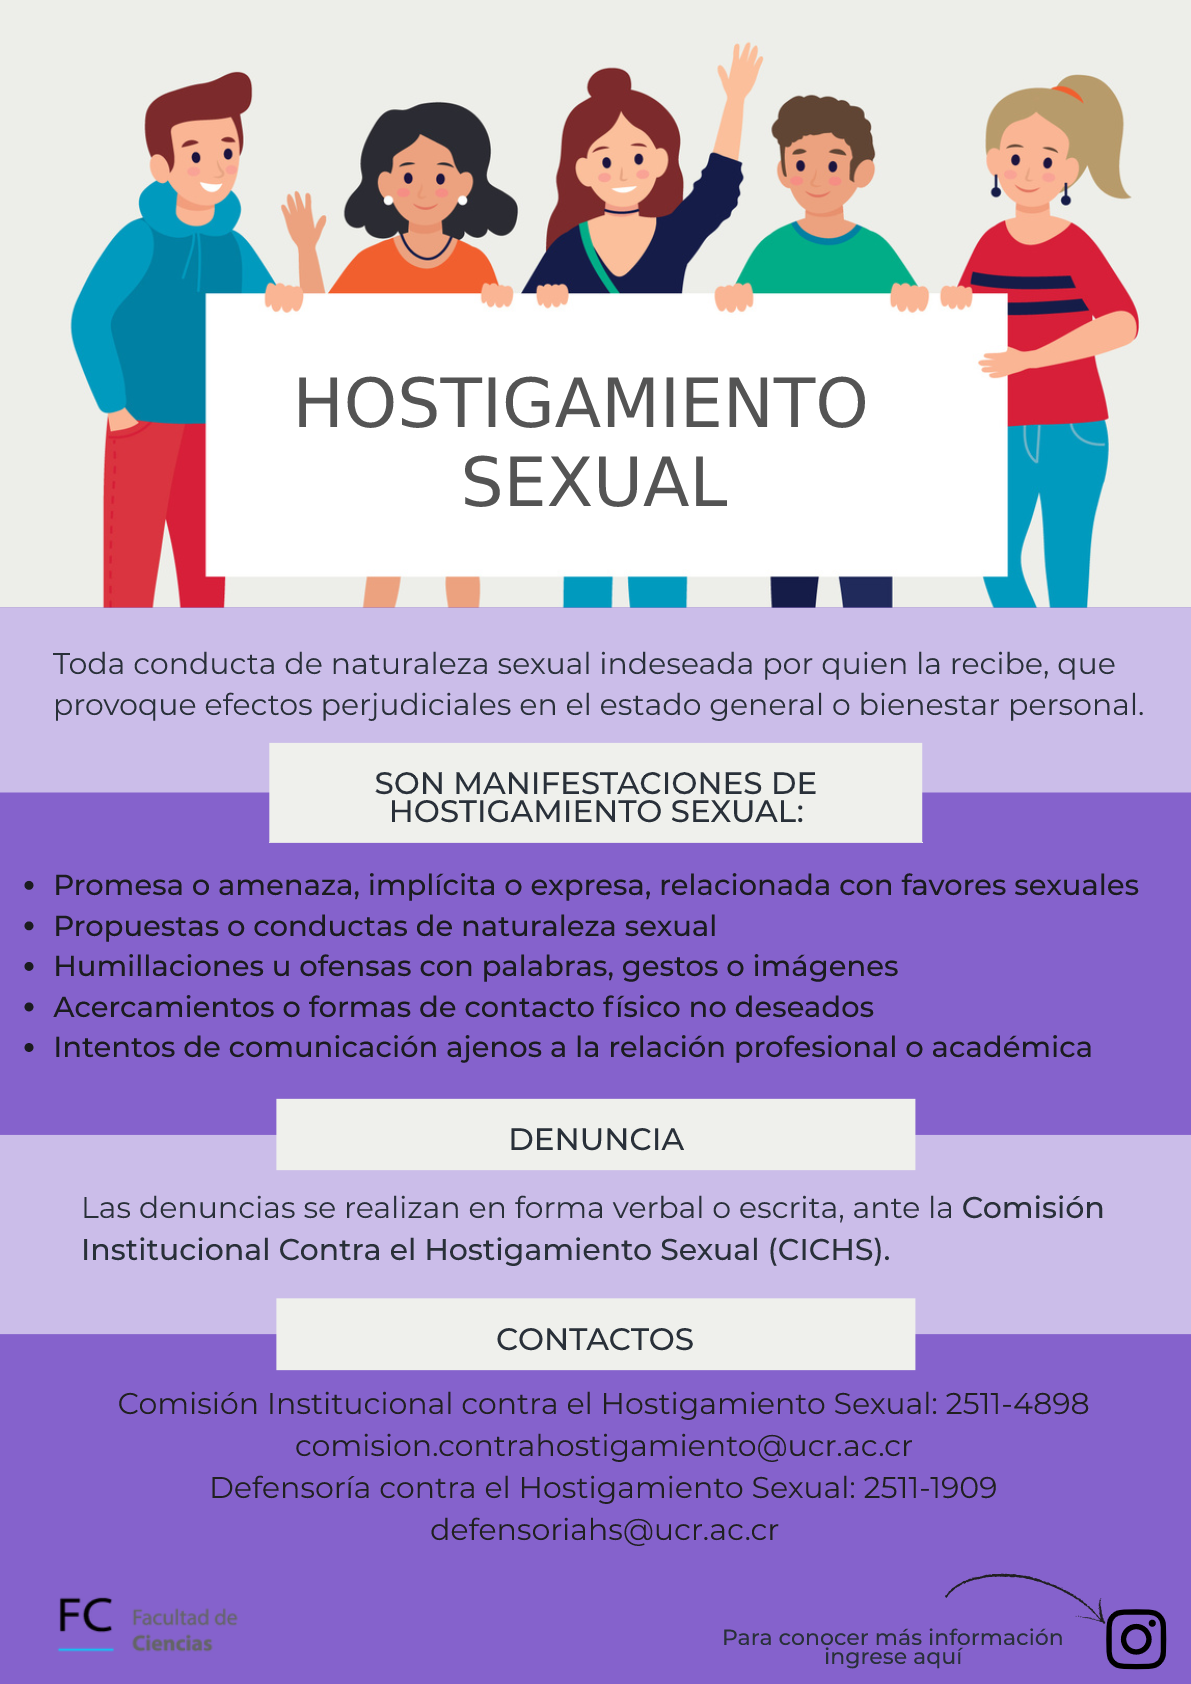 HOSTIGAMIENTO
SEXUAL
Toda conducta de naturaleza sexual indeseada por quien la recibe, que
provoque efectos perjudiciales en el estado general o bienestar personal.
SON MANIFESTACIONES DE
HOSTIGAMIENTO SEXUAL:
• Promesa o amenaza, implícita o expresa, relacionada con favores sexuales
• Propuestas o conductas de naturaleza sexual
• Humillaciones u ofensas con palabras, gestos o imágenes
• Acercamientos o formas de contacto físico no deseados
• Intentos de comunicación ajenos a la relación profesional o académica
DENUNCIA
Las denuncias se realizan en forma verbal o escrita, ante la Comisión
Institucional Contra el Hostigamiento Sexual (CICHS).
CONTACTOS
Comisión Institucional contra el Hostigamiento Sexual: 2511-4898
comision.contrahostigamiento@ucr.ac.cr
Defensoría contra el Hostigamiento Sexual: 2511-1909
defensoriahs@ucr.ac.cr
FC
Facultad de
Ciencias
Para conocer más información
ingrese aquí